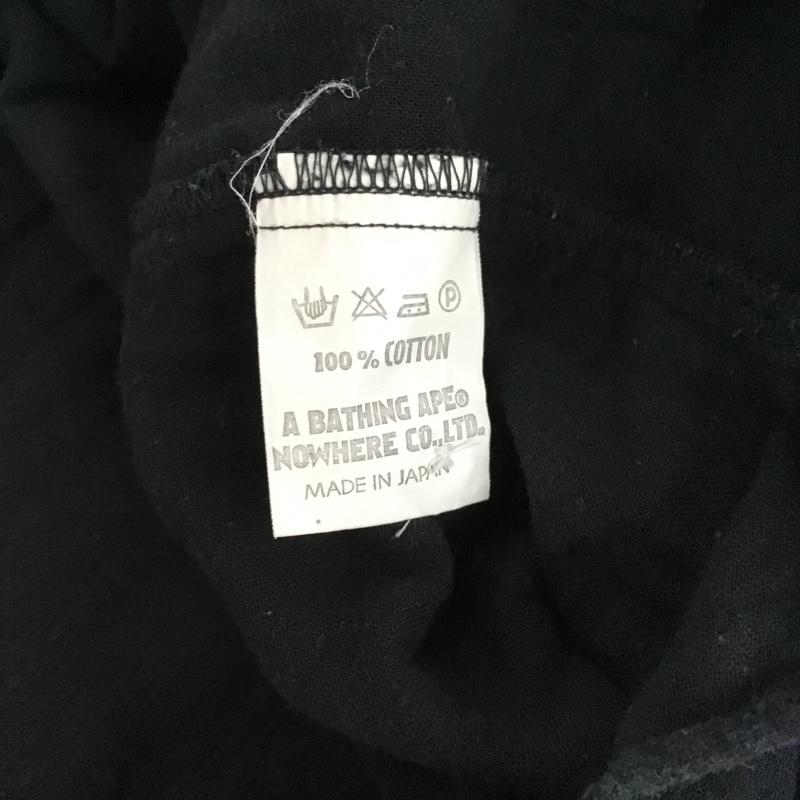 P
100 % COTTON
A BATHING APE®
NOWHERE CO.,LTD.
MADE IN JAPAN